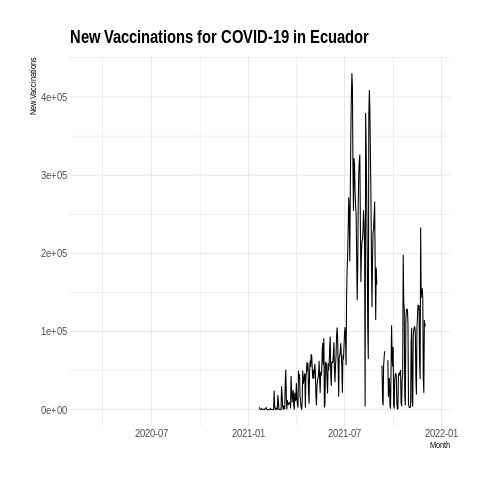 New Vaccinations for COVID-19 in Ecuador
New Vaccinations
4e+05
3e+05
2e+05
1e+05
0e+00
2020-07
2021-01
2021-07
2022-01
Month